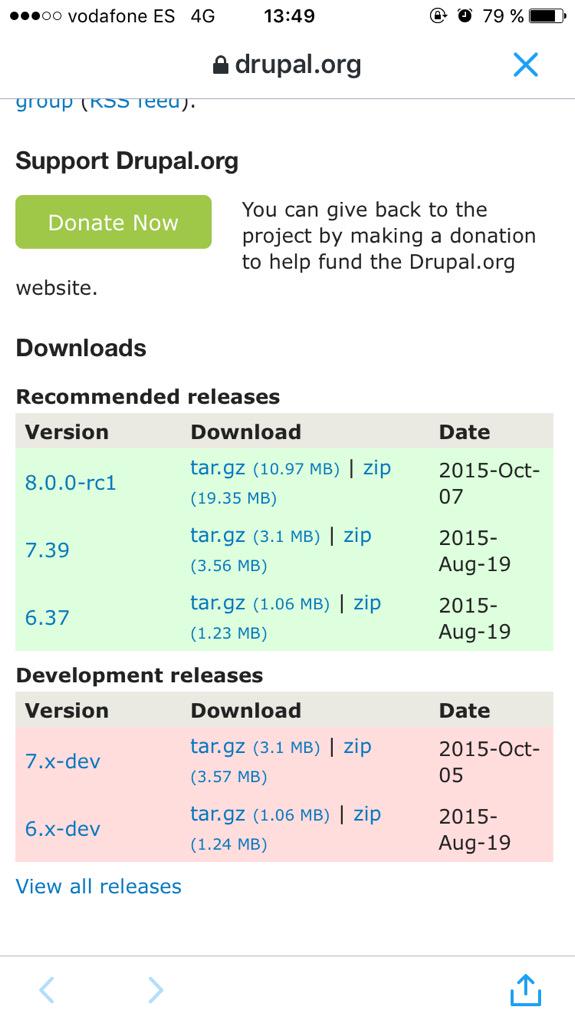 vodafone ES 4G 13:49 79 %
drupal.org
group (RSS feed).
Support Drupal.org
Donate Now
You can give back to the
project by making a donation
to help fund the Drupal.org
website.
Downloads
Recommended releases
Version Download Date
8.0.0-rc1 tar.gz (10.97 MB) | zip (19.35 MB) 2015-Oct-07
7.39 tar.gz (3.1 MB) | zip (3.56 MB) 2015-Aug-19
6.37 tar.gz (1.06 MB) | zip (1.23 MB) 2015-Aug-19
Development releases
Version Download Date
7.x-dev tar.gz (3.1 MB) | zip (3.57 MB) 2015-Oct-05
6.x-dev tar.gz (1.06 MB) | zip (1.24 MB) 2015-Aug-19
View all releases